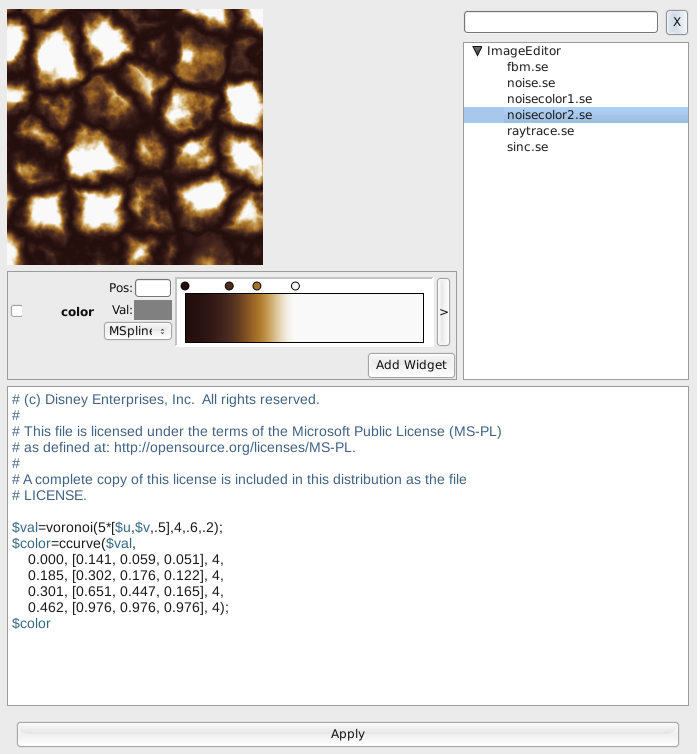 X
ImageEditor
fbm.se
noise.se
noisecolor1.se
noisecolor2.se
raytrace.se
sinc.se
Pos:
color
Val:
>
MSpline
Add Widget
# (c) Disney Enterprises, Inc.  All rights reserved.
#
# This file is licensed under the terms of the Microsoft Public License (MS-PL)
# as defined at: http://opensource.org/licenses/MS-PL.
#
# A complete copy of this license is included in this distribution as the file
# LICENSE.
$val=voronoi(5*[$u,$v,.5],4,.6,.2);
$color=ccurve($val,
0.000, [0.141, 0.059, 0.051], 4,
0.185, [0.302, 0.176, 0.122], 4,
0.301, [0.651, 0.447, 0.165], 4,
0.462, [0.976, 0.976, 0.976], 4);
$color
Apply